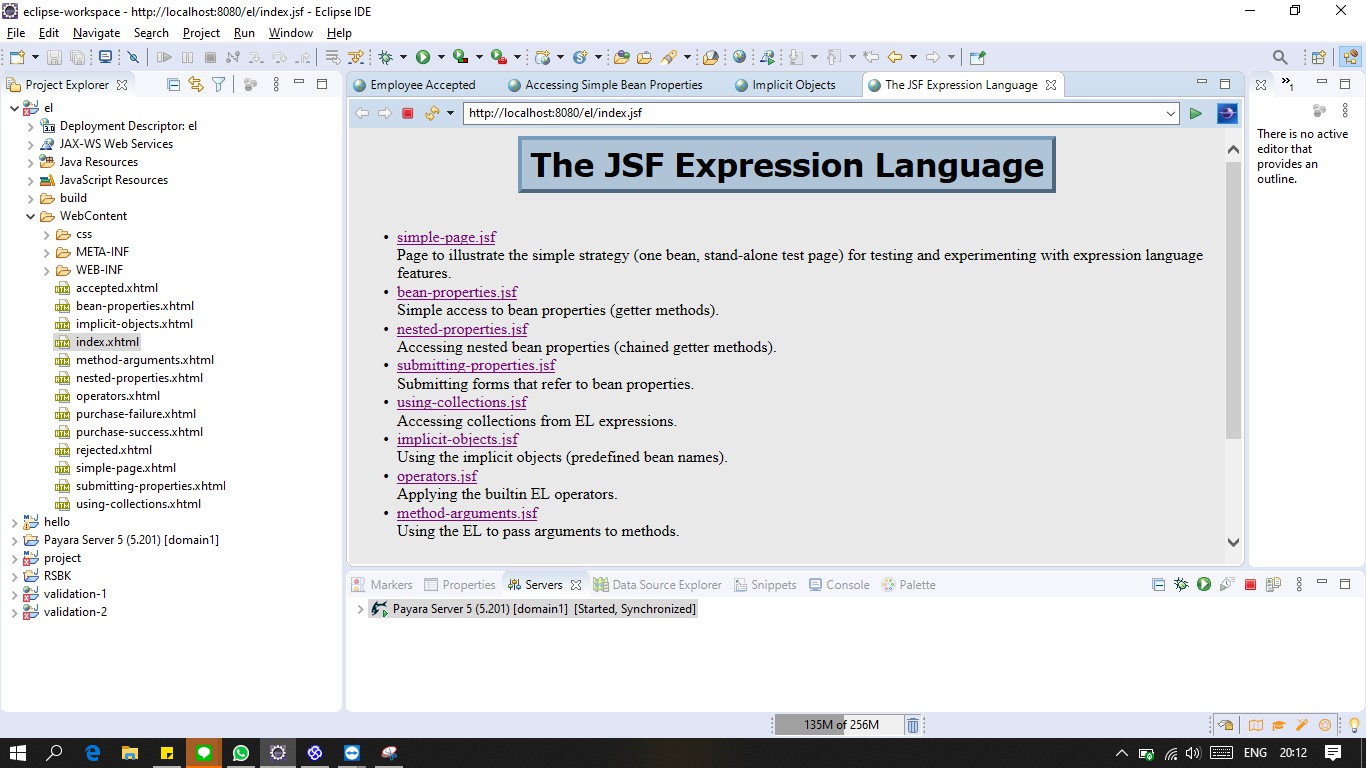 eclipse-workspace - http://localhost:8080/el/index.jsf - Eclipse IDE
File Edit Navigate Search Project Run Window Help
Project Explorer
el
Deployment Descriptor: el
JAX-WS Web Services
Java Resources
JavaScript Resources
build
WebContent
css
META-INF
WEB-INF
accepted.xhtml
bean-properties.xhtml
implicit-objects.xhtml
index.xhtml
method-arguments.xhtml
nested-properties.xhtml
operators.xhtml
purchase-failure.xhtml
purchase-success.xhtml
rejected.xhtml
simple-page.xhtml
submitting-properties.xhtml
using-collections.xhtml
hello
Payara Server 5 (5.201) [domain1]
project
RSBK
validation-1
validation-2
Employee Accepted
Accessing Simple Bean Properties
Implicit Objects
The JSF Expression Language
http://localhost:8080/el/index.jsf
The JSF Expression Language
• simple-page.jsf
Page to illustrate the simple strategy (one bean, stand-alone test page) for testing and experimenting with expression language
features.
• bean-properties.jsf
Simple access to bean properties (getter methods).
• nested-properties.jsf
Accessing nested bean properties (chained getter methods).
• submitting-properties.jsf
Submitting forms that refer to bean properties.
• using-collections.jsf
Accessing collections from EL expressions.
• implicit-objects.jsf
Using the implicit objects (predefined bean names).
• operators.jsf
Applying the builtin EL operators.
• method-arguments.jsf
Using the EL to pass arguments to methods.
»1
There is no active
editor that
provides an
outline.
Markers Properties Servers Data Source Explorer Snippets Console Palette
Payara Server 5 (5.201) [domain1] [Started, Synchronized]
135M of 256M
ENG 20:12